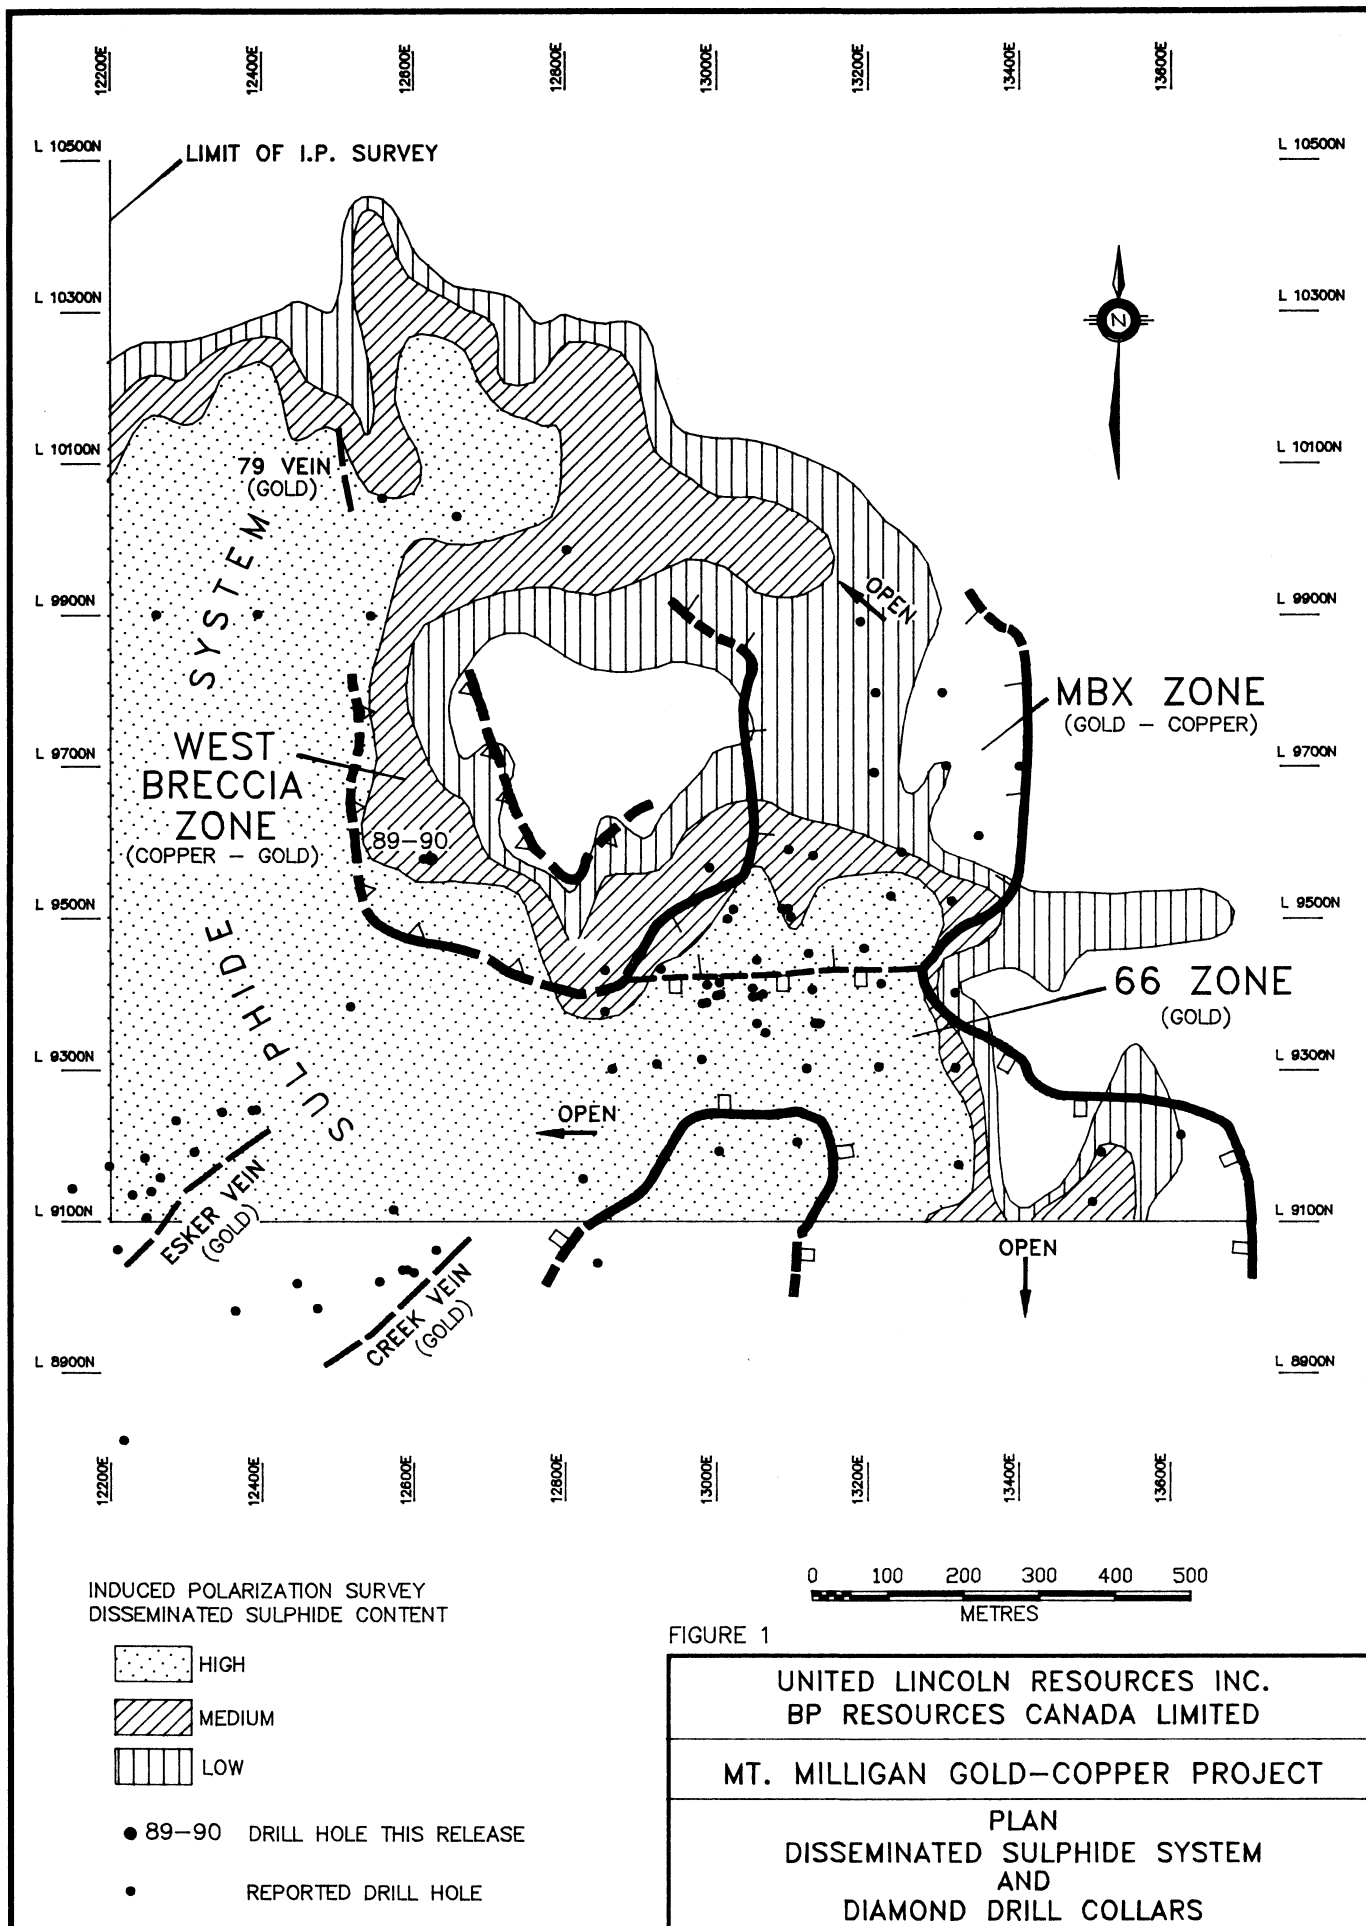 12200E
12400E
12600E
12800E
13000E
13200E
13400E
13600E
L 10500N
L 10500N
LIMIT OF I.P. SURVEY
L 10300N
L 10300N
N
L 10100N
L 10100N
79 VEIN
(GOLD)
SYSTEM
OPEN
L 9900N
L 9900N
MBX ZONE
(GOLD - COPPER)
WEST
BRECCIA
ZONE
(COPPER - GOLD)
L 9700N
L 9700N
89-90
L 9500N
L 9500N
SULPHIDE
66 ZONE
(GOLD)
L 9300N
L 9300N
OPEN
ESKER VEIN
(GOLD)
L 9100N
L 9100N
OPEN
CREEK VEIN
(GOLD)
L 8900N
L 8900N
12200E
12400E
12600E
12800E
13000E
13200E
13400E
13600E
INDUCED POLARIZATION SURVEY
DISSEMINATED SULPHIDE CONTENT
HIGH
MEDIUM
LOW
89-90 DRILL HOLE THIS RELEASE
REPORTED DRILL HOLE
0 100 200 300 400 500
METRES
FIGURE 1
UNITED LINCOLN RESOURCES INC.
BP RESOURCES CANADA LIMITED
MT. MILLIGAN GOLD-COPPER PROJECT
PLAN
DISSEMINATED SULPHIDE SYSTEM
AND
DIAMOND DRILL COLLARS